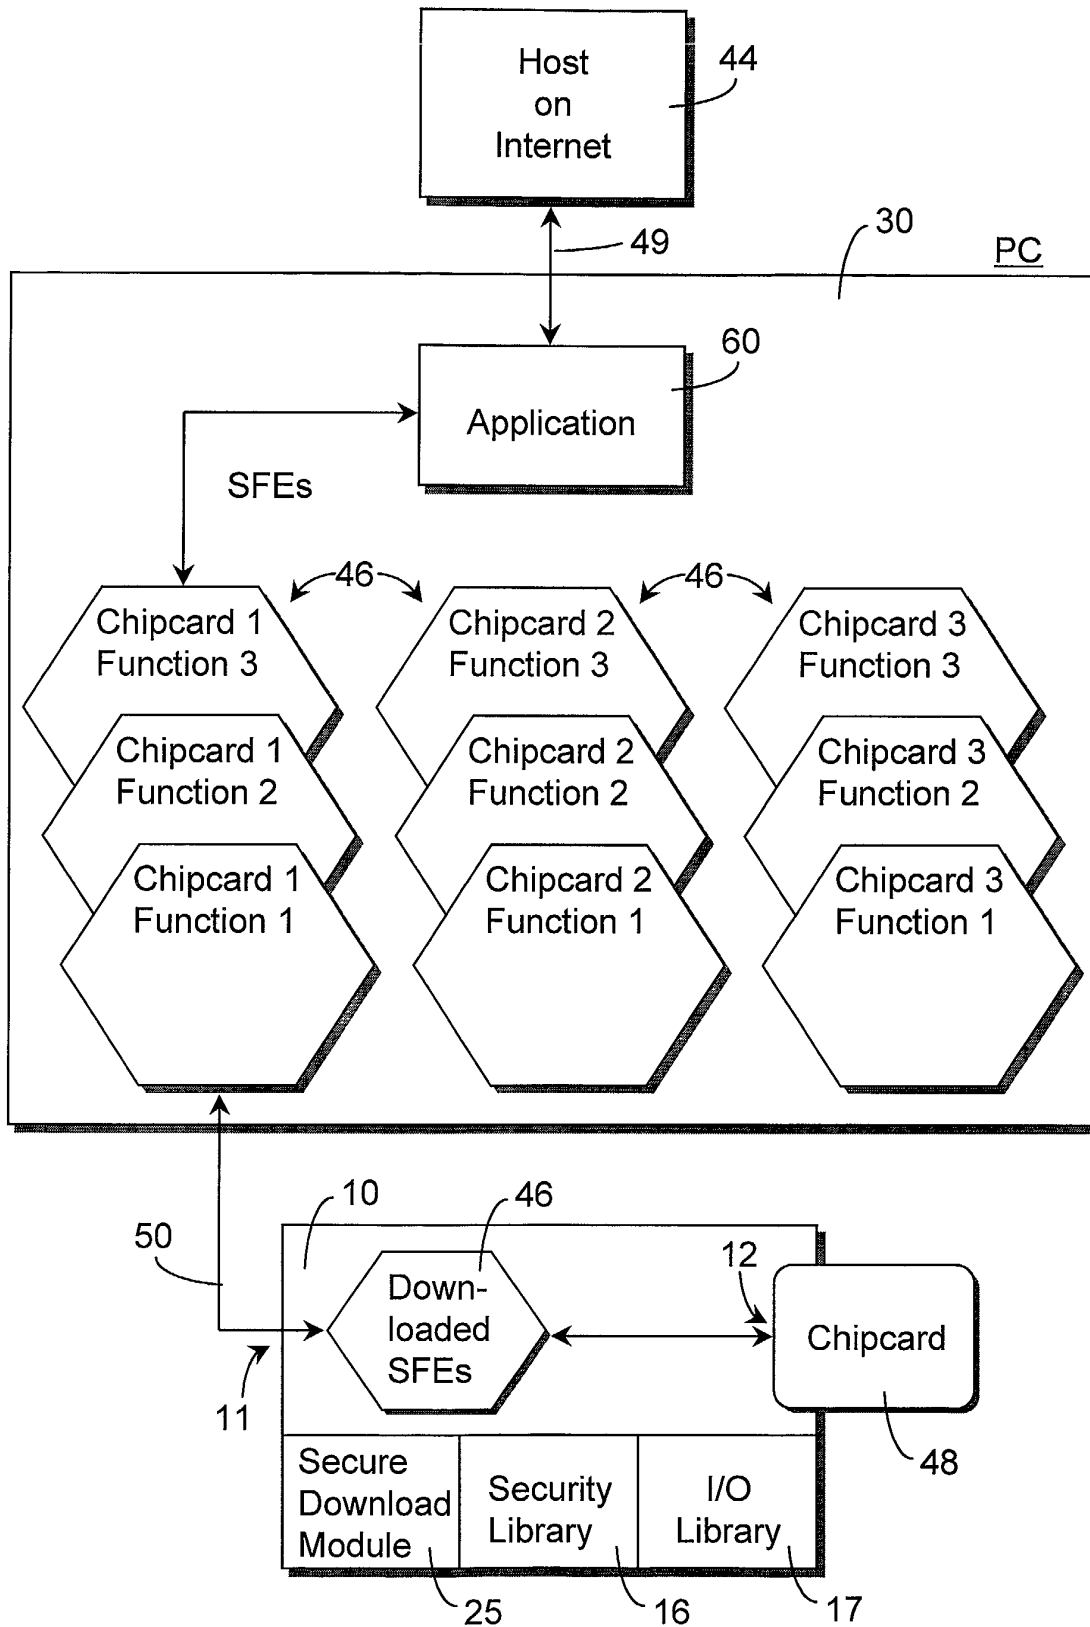 Host
on
Internet
44
49
30
PC
60
Application
SFEs
46
46
Chipcard 1
Function 3
Chipcard 2
Function 3
Chipcard 3
Function 3
Chipcard 1
Function 2
Chipcard 2
Function 2
Chipcard 3
Function 2
Chipcard 1
Function 1
Chipcard 2
Function 1
Chipcard 3
Function 1
10
46
50
12
Down-
loaded
SFEs
Chipcard
11
48
Secure
Download
Module
Security
Library
I/O
Library
25
16
17